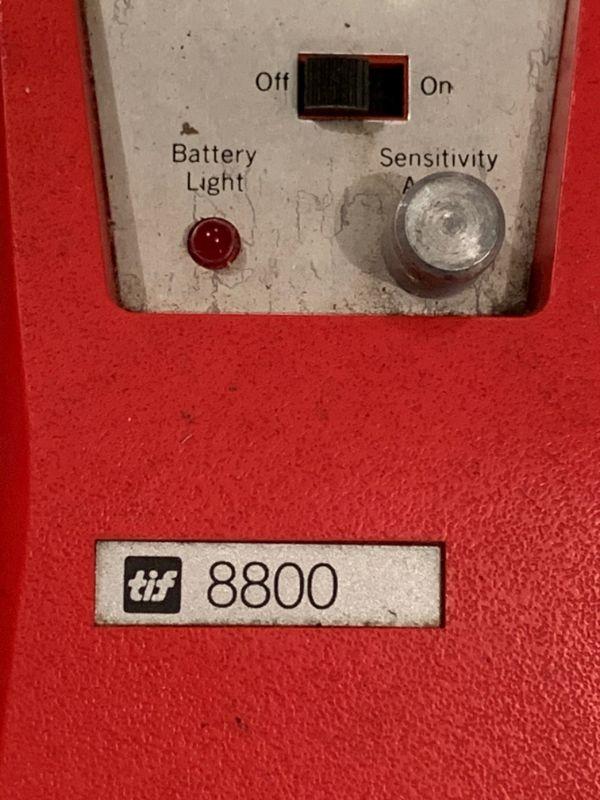 Off On
Battery Sensitivity
Light
tif 8800